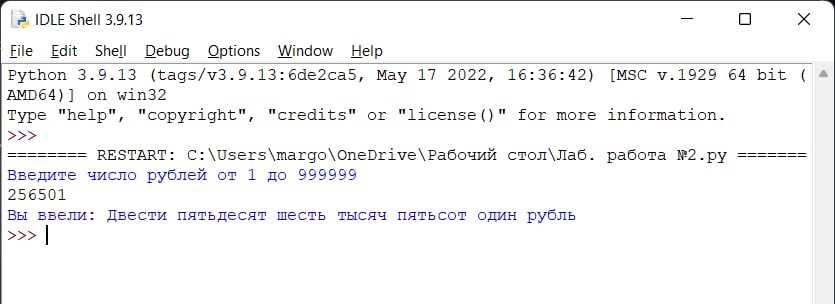 IDLE Shell 3.9.13
File Edit Shell Debug Options Window Help
Python 3.9.13 (tags/v3.9.13:6de2ca5, May 17 2022, 16:36:42) [MSC v.1929 64 bit (
AMD64)] on win32
Type "help", "copyright", "credits" or "license()" for more information.
>>>
======== RESTART: C:\Users\margo\OneDrive\Рабочий стол\Лаб. работа №2.py =======
Введите число рублей от 1 до 999999
256501
Вы ввели: Двести пятьдесят шесть тысяч пятьсот один рубль
>>>